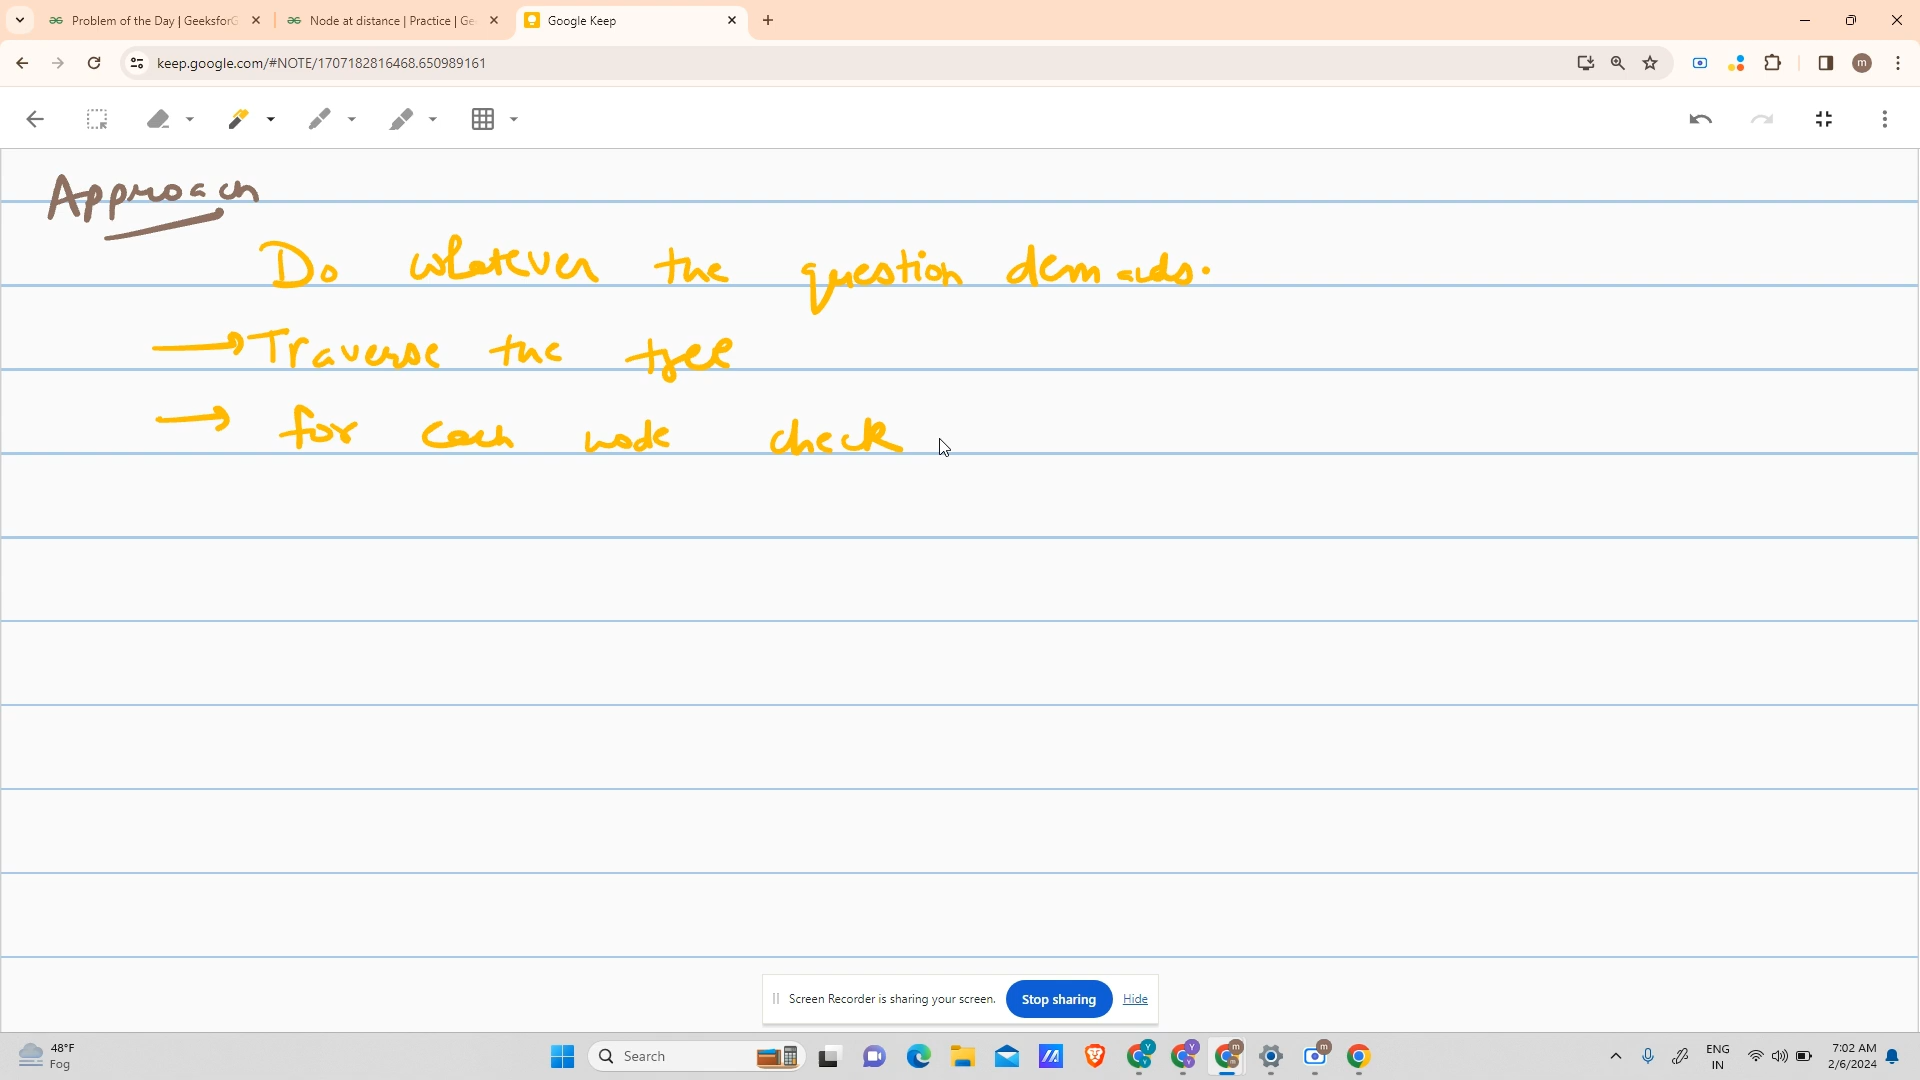 Problem of the Day | GeeksforG
Node at distance | Practice | Ge
Google Keep
keep.google.com/#NOTE/1707182816468.650989161
m
Approach
Do whatever the question demands.
→ Traverse the tree
→ for each node check
Screen Recorder is sharing your screen. Stop sharing Hide
48°F
Fog
Search
ENG
IN
7:02 AM
2/6/2024